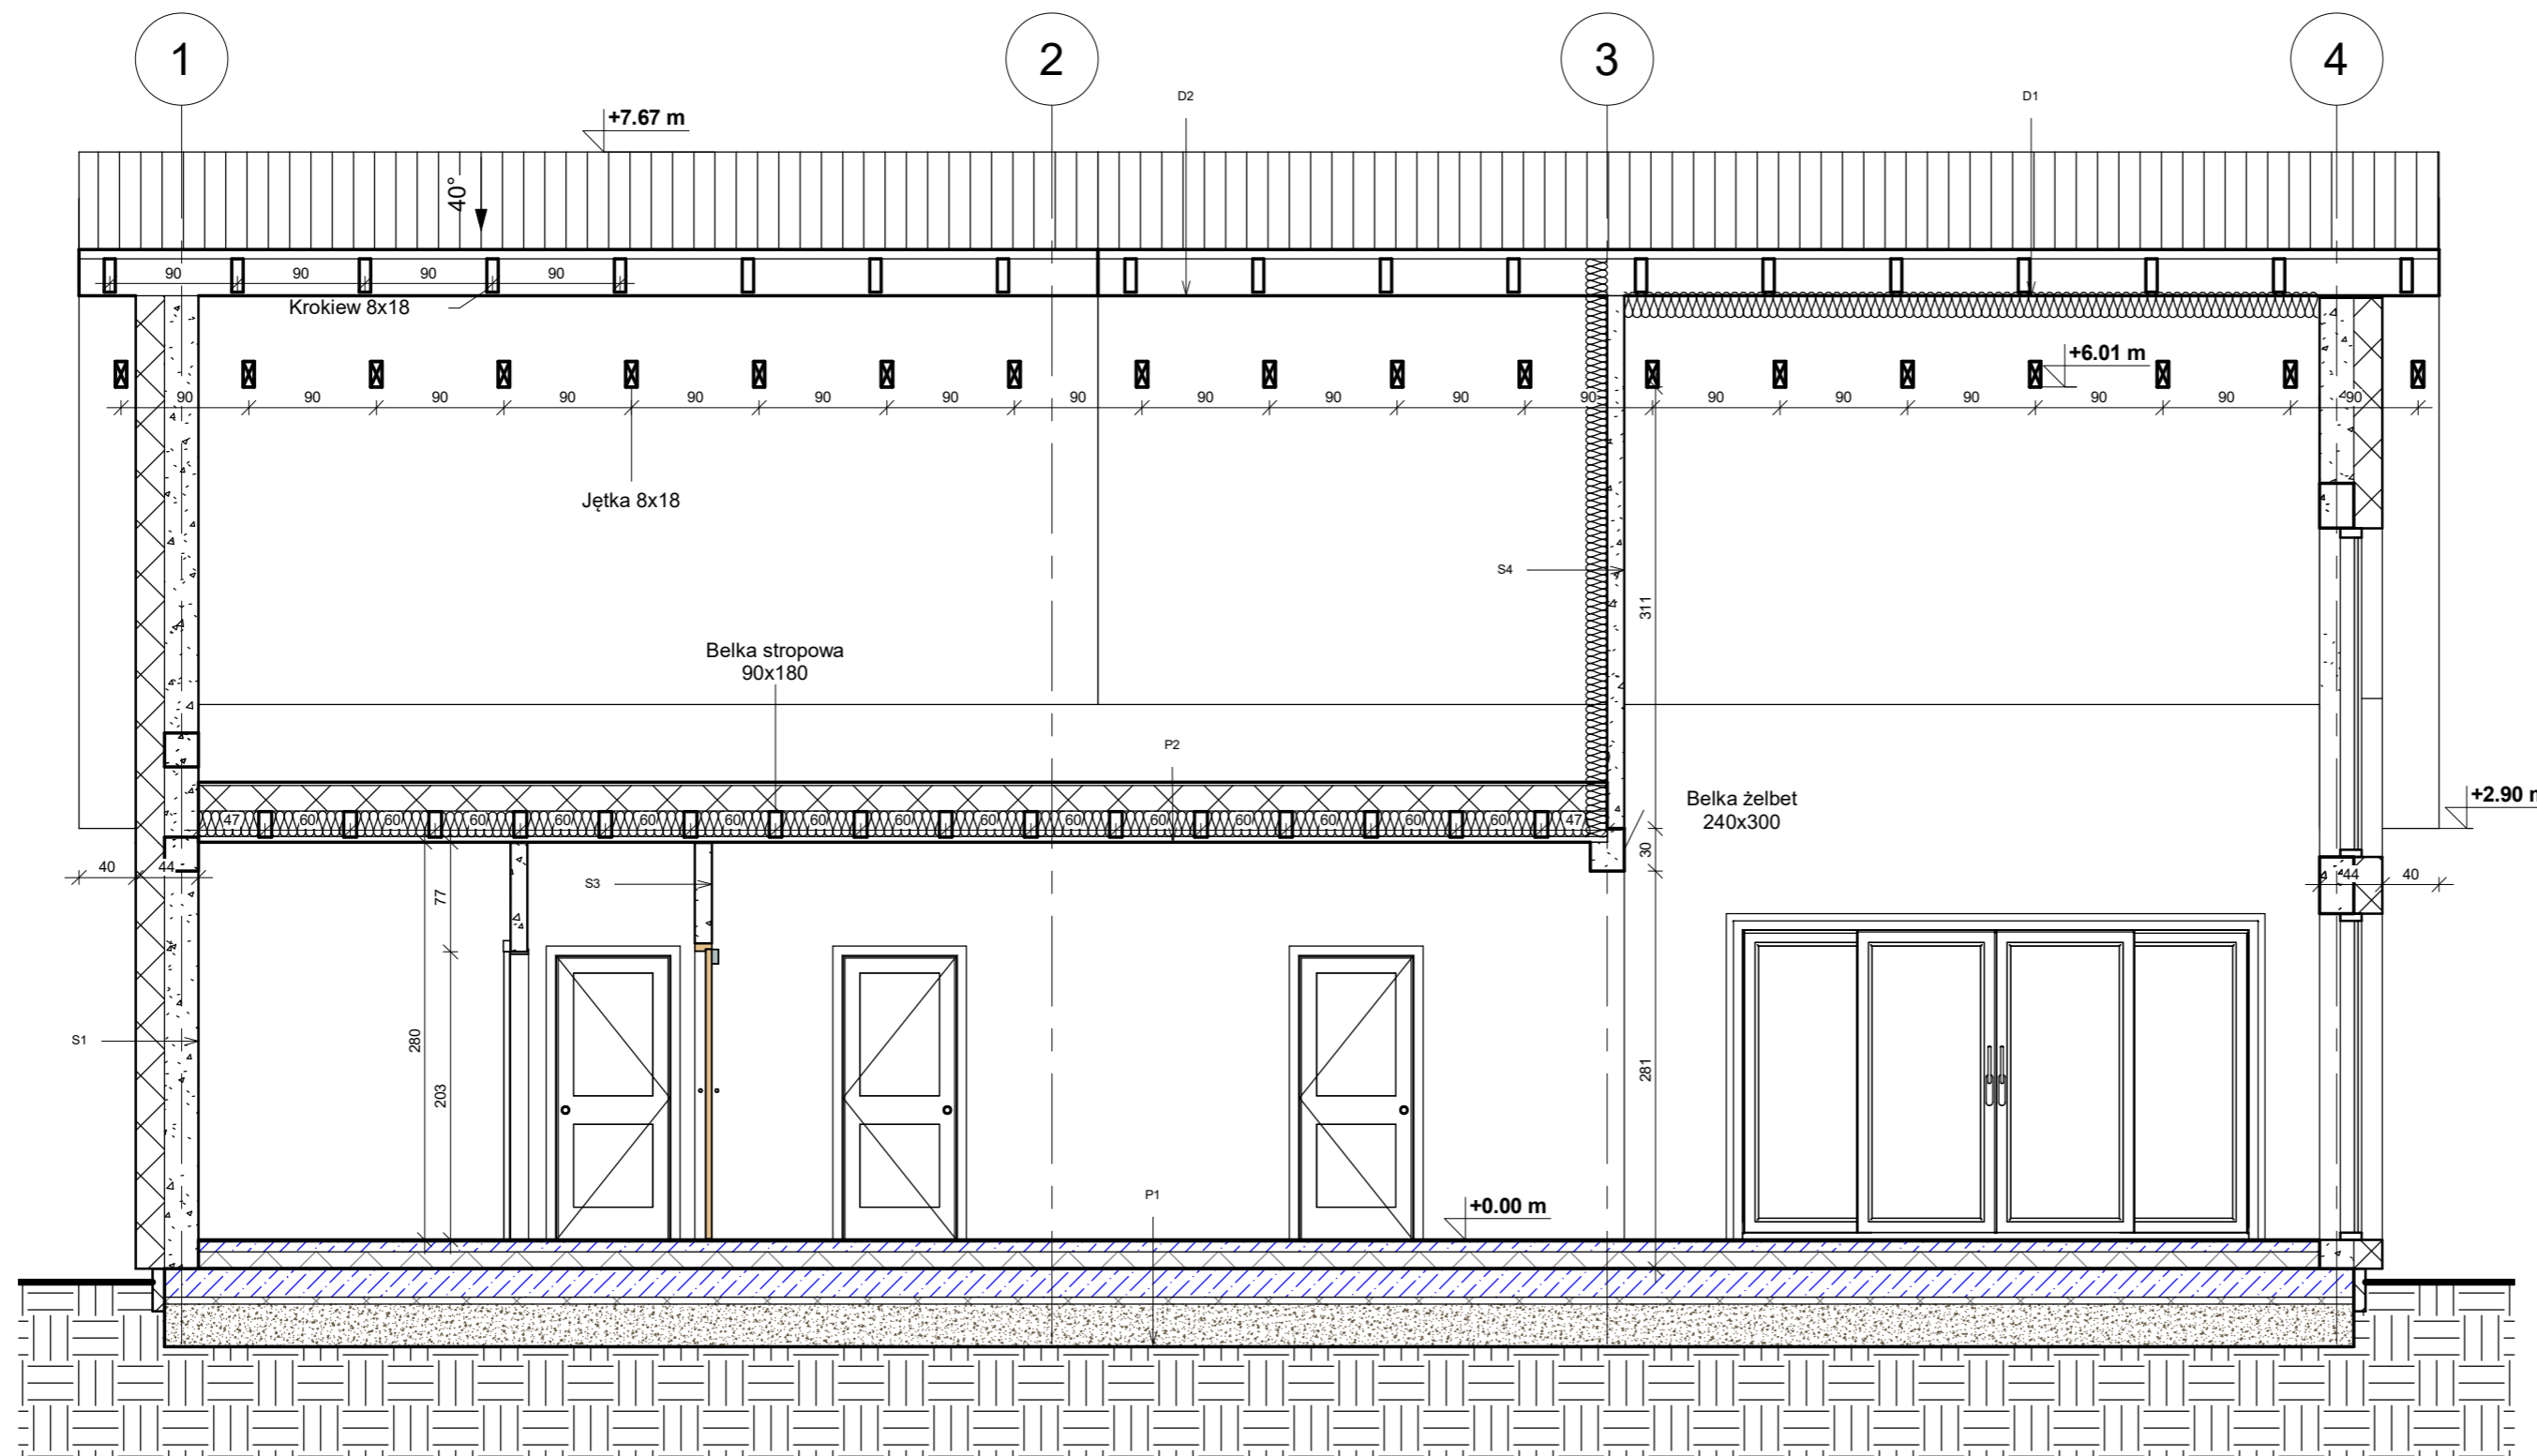 1
2
3
4
D2
D1
+7.67 m
40°
90 90 90 90
Krokiew 8x18
+6.01 m
90 90 90 90 90 90 90 90 90 90 90 90 90 90 90 90 90 90
Jętka 8x18
S4
311
Belka stropowa
90x180
P2
Belka żelbet
240x300
+2.90
47 60 60 60 60 60 60 60 60 60 60 60 60 60 60 60 47
30
40 44
44 40
77
S3
280
203
281
S1
P1
+0.00 m